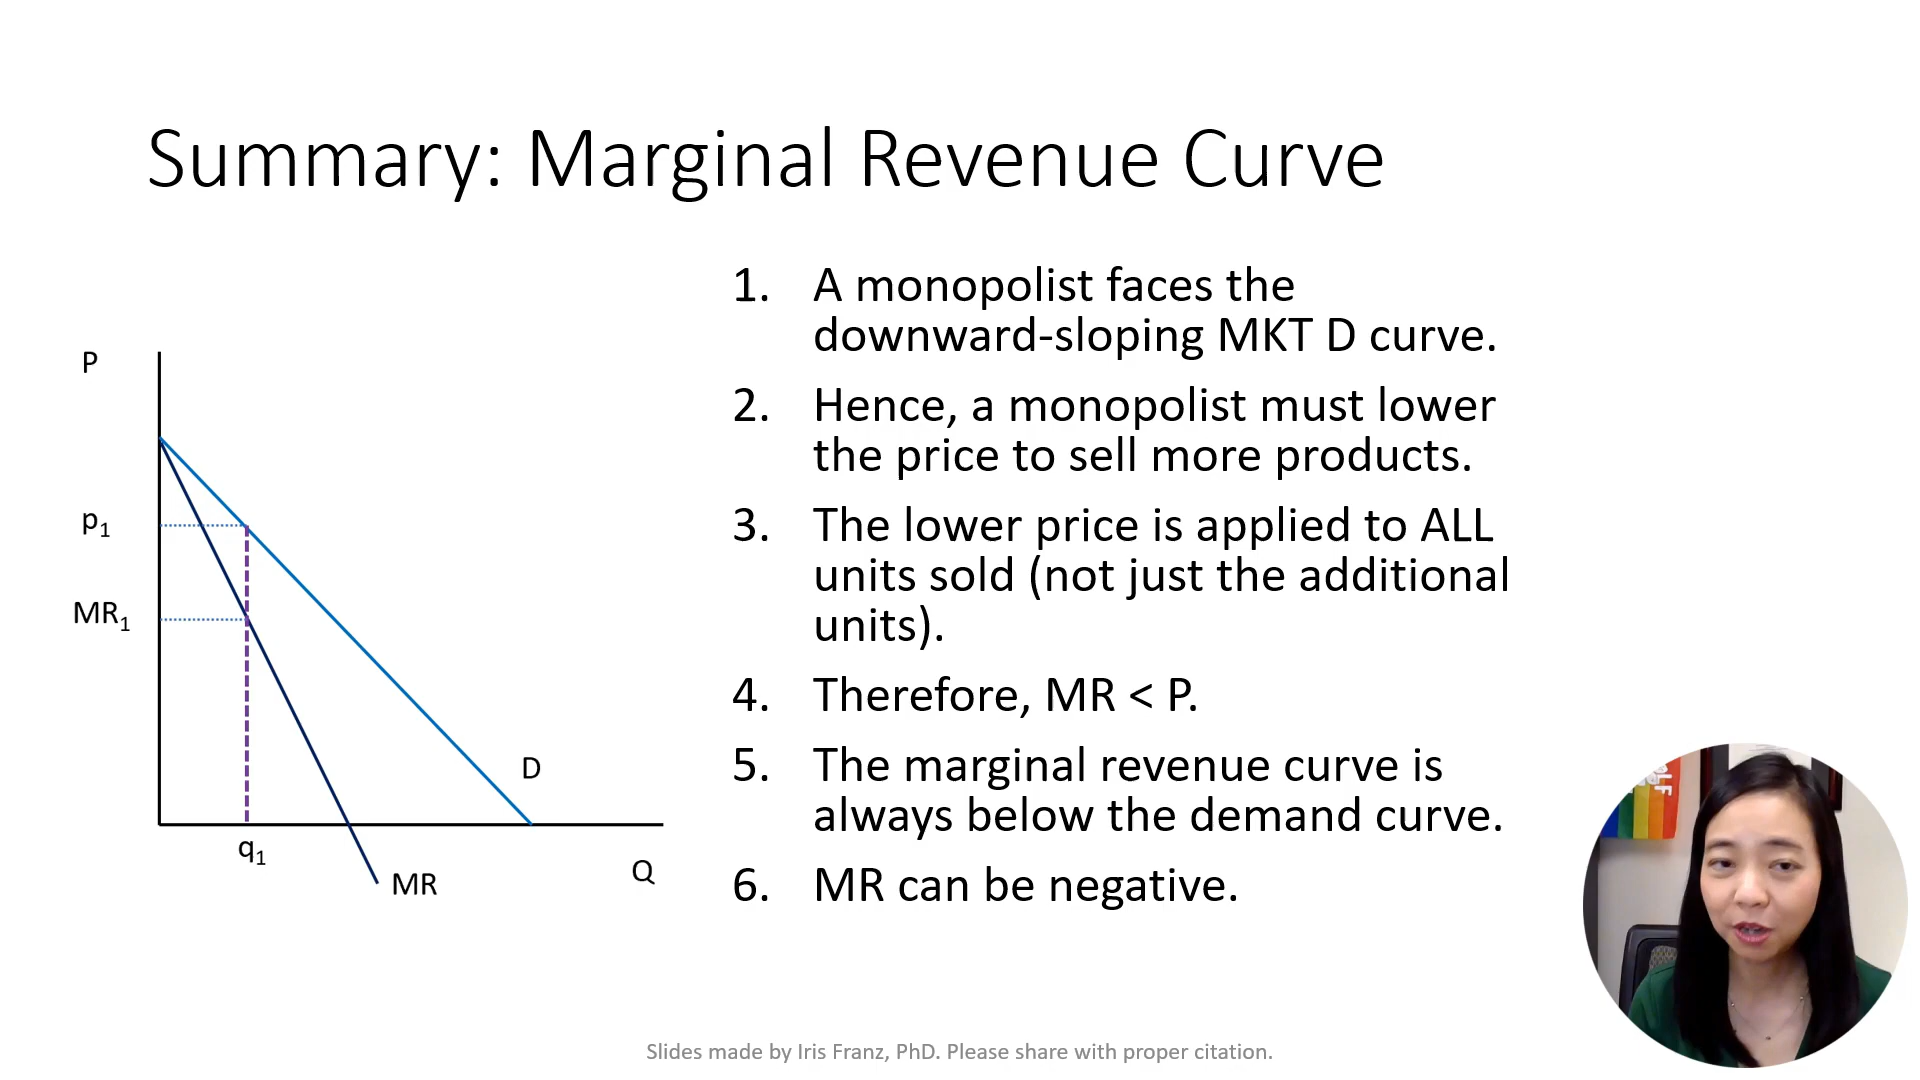 Summary: Marginal Revenue Curve
P
p1
MR1
q1
D
MR
Q
1. A monopolist faces the
downward-sloping MKT D curve.
2. Hence, a monopolist must lower
the price to sell more products.
3. The lower price is applied to ALL
units sold (not just the additional
units).
4. Therefore, MR < P.
5. The marginal revenue curve is
always below the demand curve.
6. MR can be negative.
Slides made by Iris Franz, PhD. Please share with proper citation.